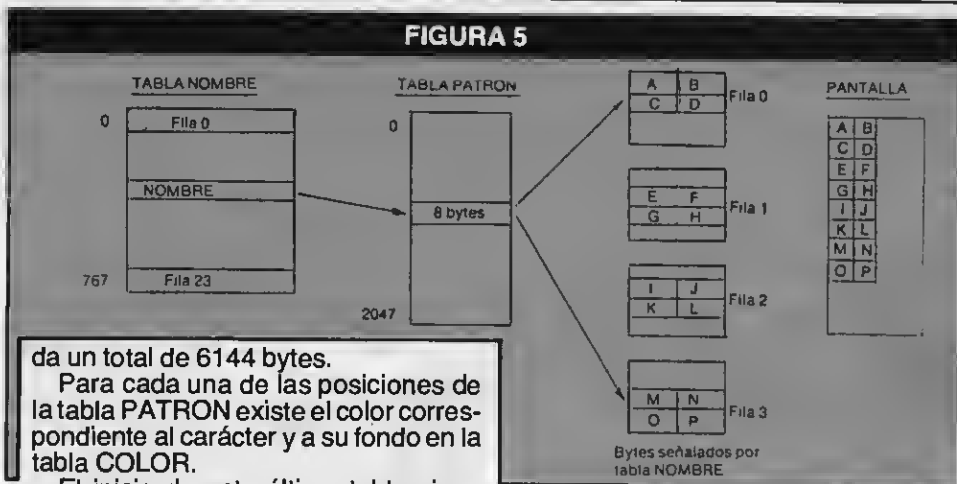 FIGURA 5
TABLA NOMBRE
0
Fila 0
NOMBRE
767
Fila 23
TABLA PATRON
0
8 bytes
2047
A B
C D
Fila 0
E F
G H
Fila 1
I J
K L
Fila 2
M N
O P
Fila 3
Bytes señalados por
tabla NOMBRE
PANTALLA
A B
C D
E F
G H
I J
K L
M N
O P
da un total de 6144 bytes.
Para cada una de las posiciones de
la tabla PATRON existe el color corres-
pondiente al carácter y a su fondo en la
tabla COLOR.